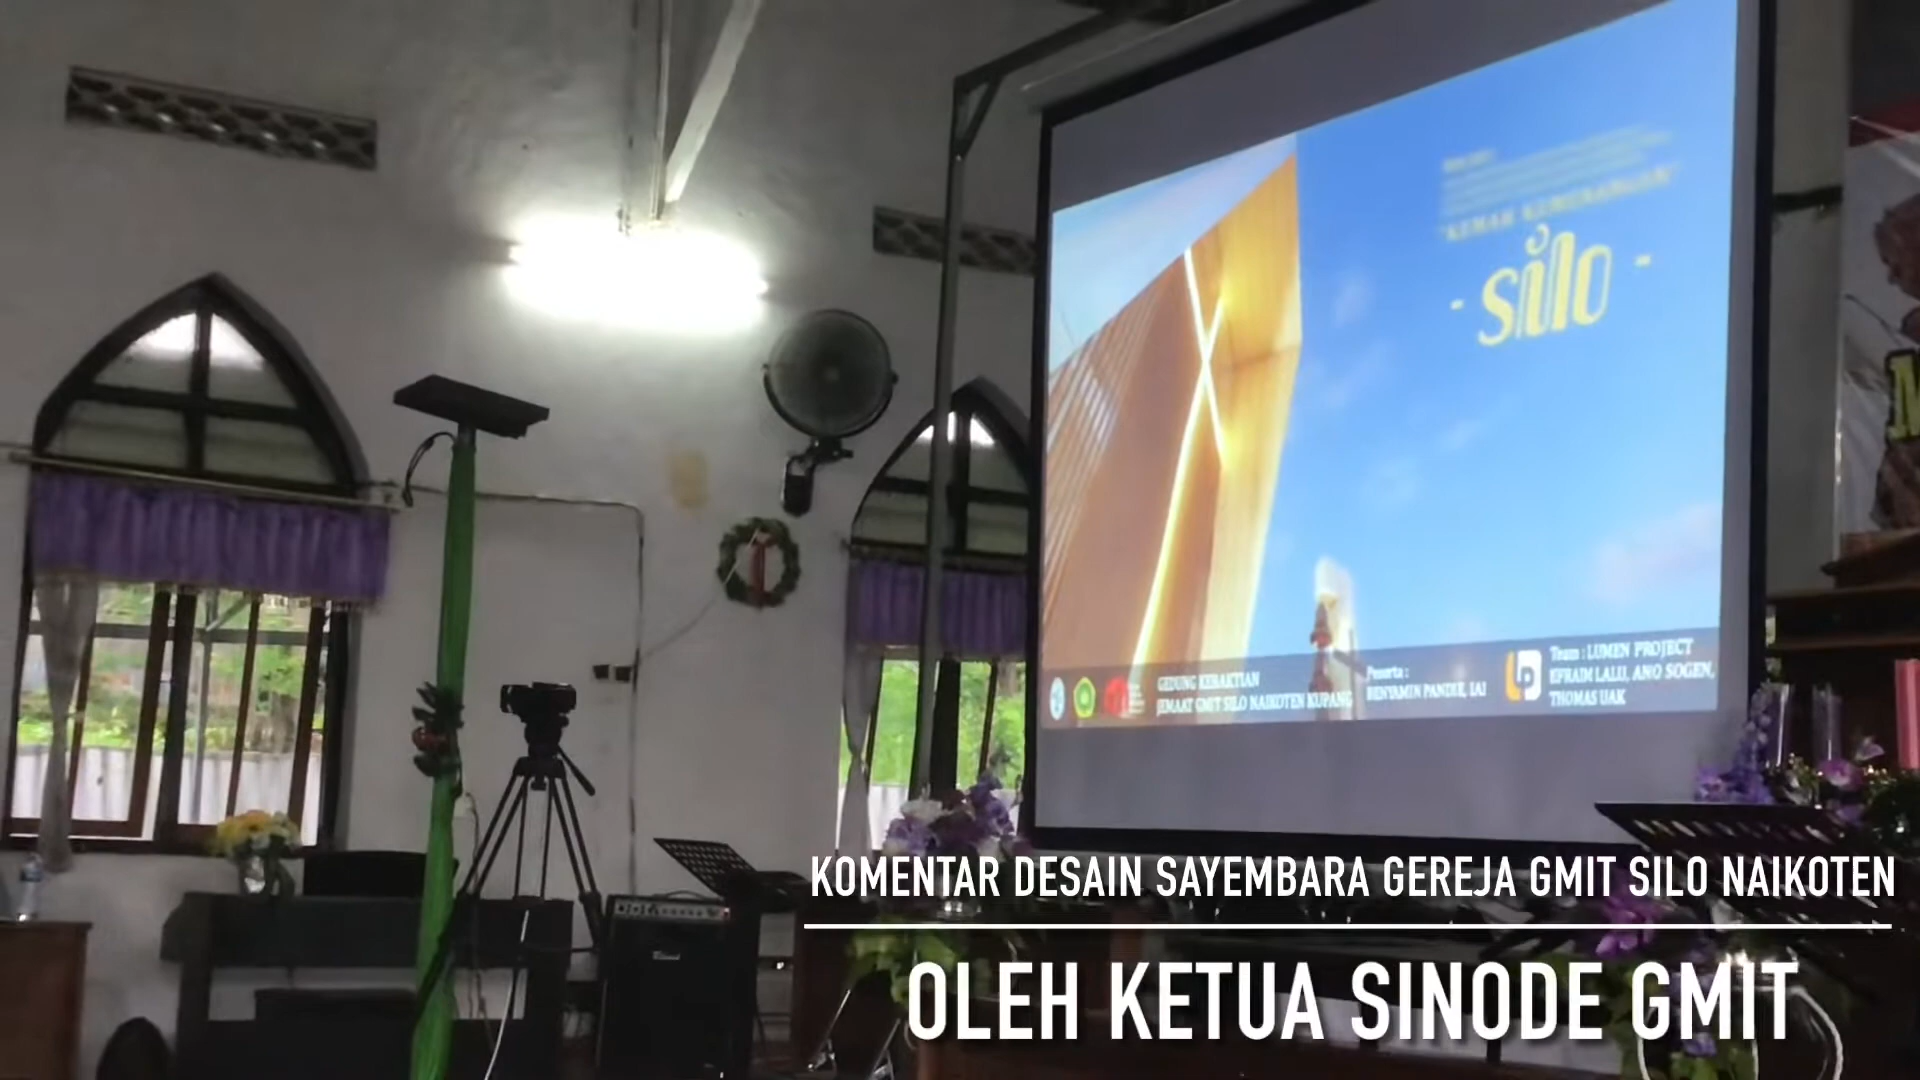 "KEMAH KEMENANGAN"
- silo -
GEDUNG KEBAKTIAN
JEMAAT GMIT SILO NAIKOTEN KUPANG
Peserta :
BENYAMIN PANDIE, IAI
Team : LUMEN PROJECT
EFRAIM LALU, ANO SOGEN,
THOMAS UAK
KOMENTAR DESAIN SAYEMBARA GEREJA GMIT SILO NAIKOTEN
OLEH KETUA SINODE GMIT